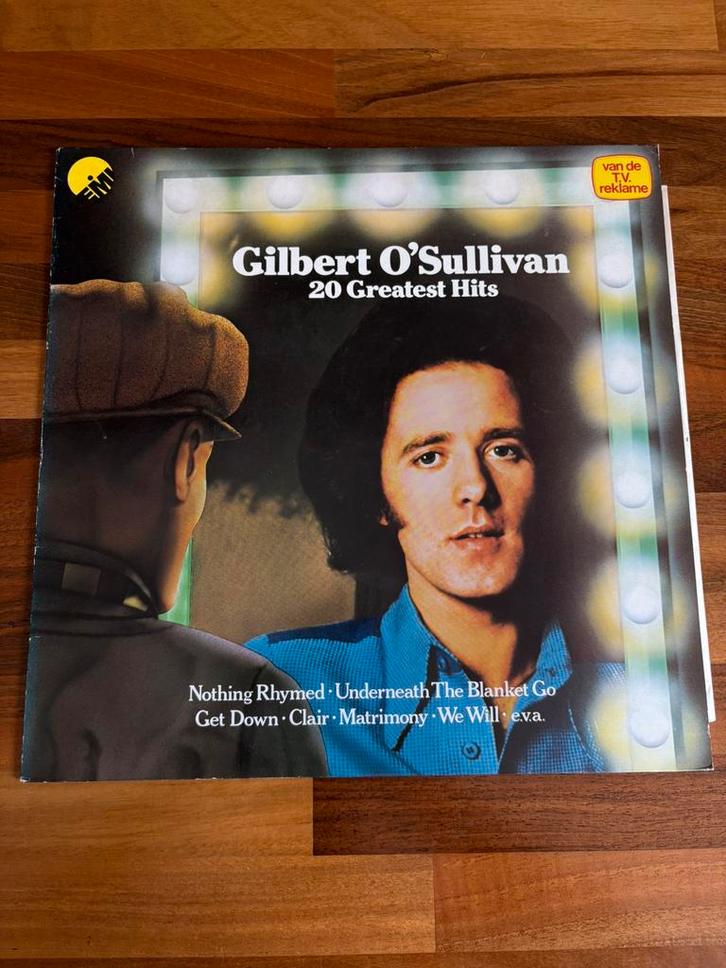 EMI
van de
T.V.
reklame
Gilbert O'Sullivan
20 Greatest Hits
Nothing Rhymed · Underneath The Blanket Go
Get Down · Clair · Matrimony · We Will · e.v.a.